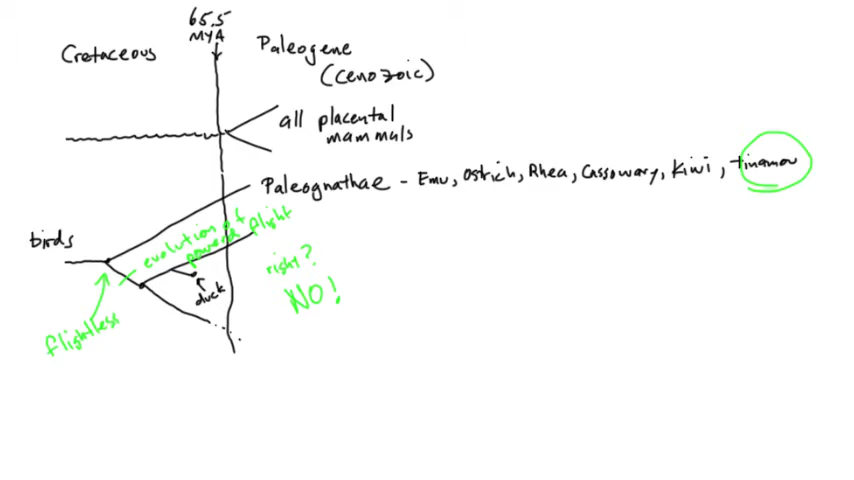 65.5
MYA
Cretaceous
Paleogene
(Cenozoic)
all placental
mammals
Paleognathae - Emu, Ostrich, Rhea, Cassowary, Kiwi, tinamou
birds
evolution of
powered flight
right?
NO!
duck
flightless